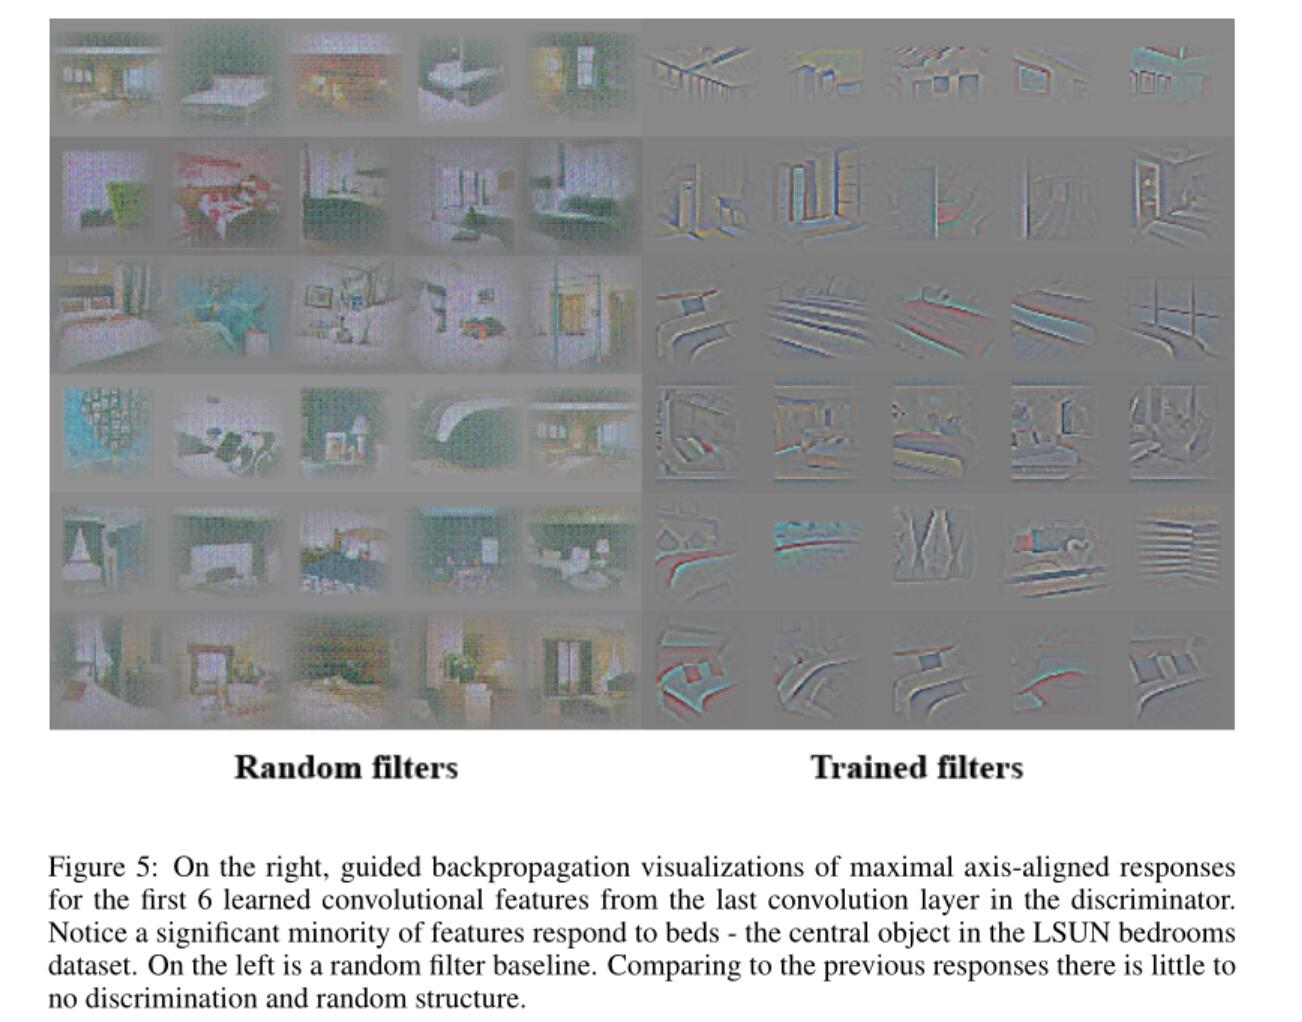 Random filters
Trained filters
Figure 5: On the right, guided backpropagation visualizations of maximal axis-aligned responses
for the first 6 learned convolutional features from the last convolution layer in the discriminator.
Notice a significant minority of features respond to beds - the central object in the LSUN bedrooms
dataset. On the left is a random filter baseline. Comparing to the previous responses there is little to
no discrimination and random structure.